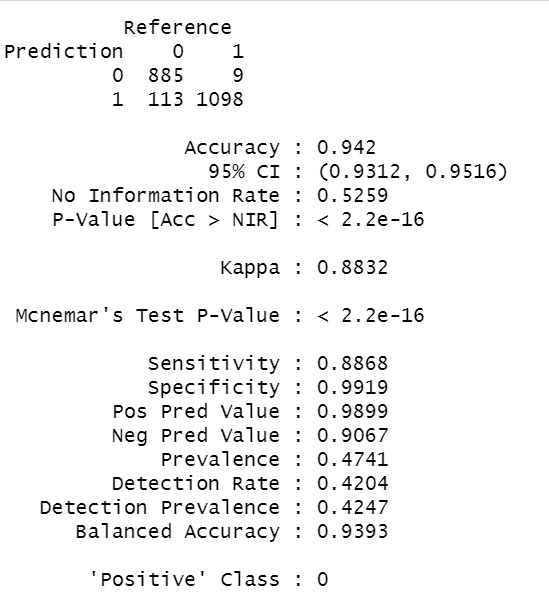 Reference
Prediction 0 1
0 885 9
1 113 1098
Accuracy : 0.942
95% CI : (0.9312, 0.9516)
No Information Rate : 0.5259
P-Value [Acc > NIR] : < 2.2e-16
Kappa : 0.8832
Mcnemar's Test P-Value : < 2.2e-16
Sensitivity : 0.8868
Specificity : 0.9919
Pos Pred Value : 0.9899
Neg Pred Value : 0.9067
Prevalence : 0.4741
Detection Rate : 0.4204
Detection Prevalence : 0.4247
Balanced Accuracy : 0.9393
'Positive' Class : 0